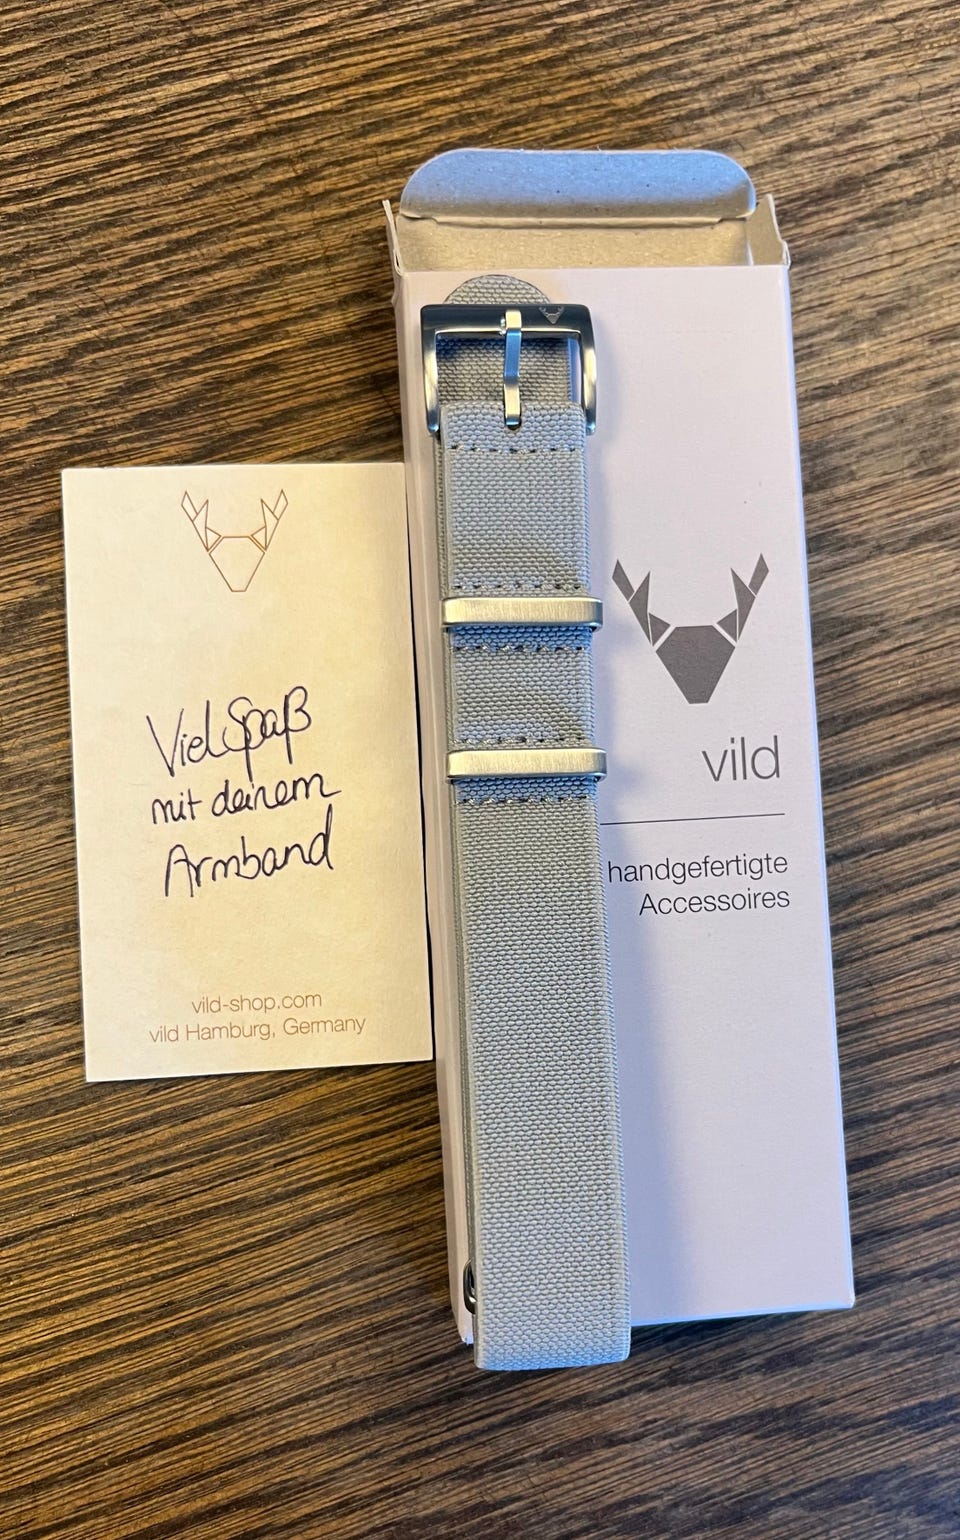 Viel Spaß
mit deinem
Armband
vild-shop.com
vild Hamburg, Germany
vild
handgefertigte
Accessoires